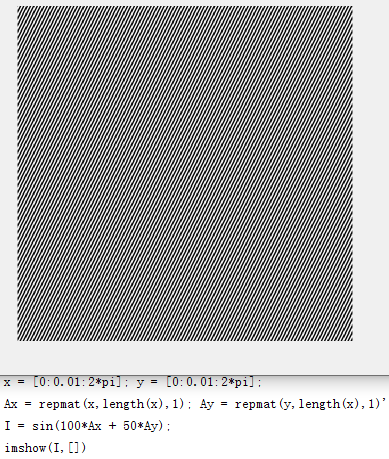 x = [0:0.01:2*pi]; y = [0:0.01:2*pi];
Ax = repmat(x,length(x),1); Ay = repmat(y,length(x),1)'
I = sin(100*Ax + 50*Ay);
imshow(I,[])